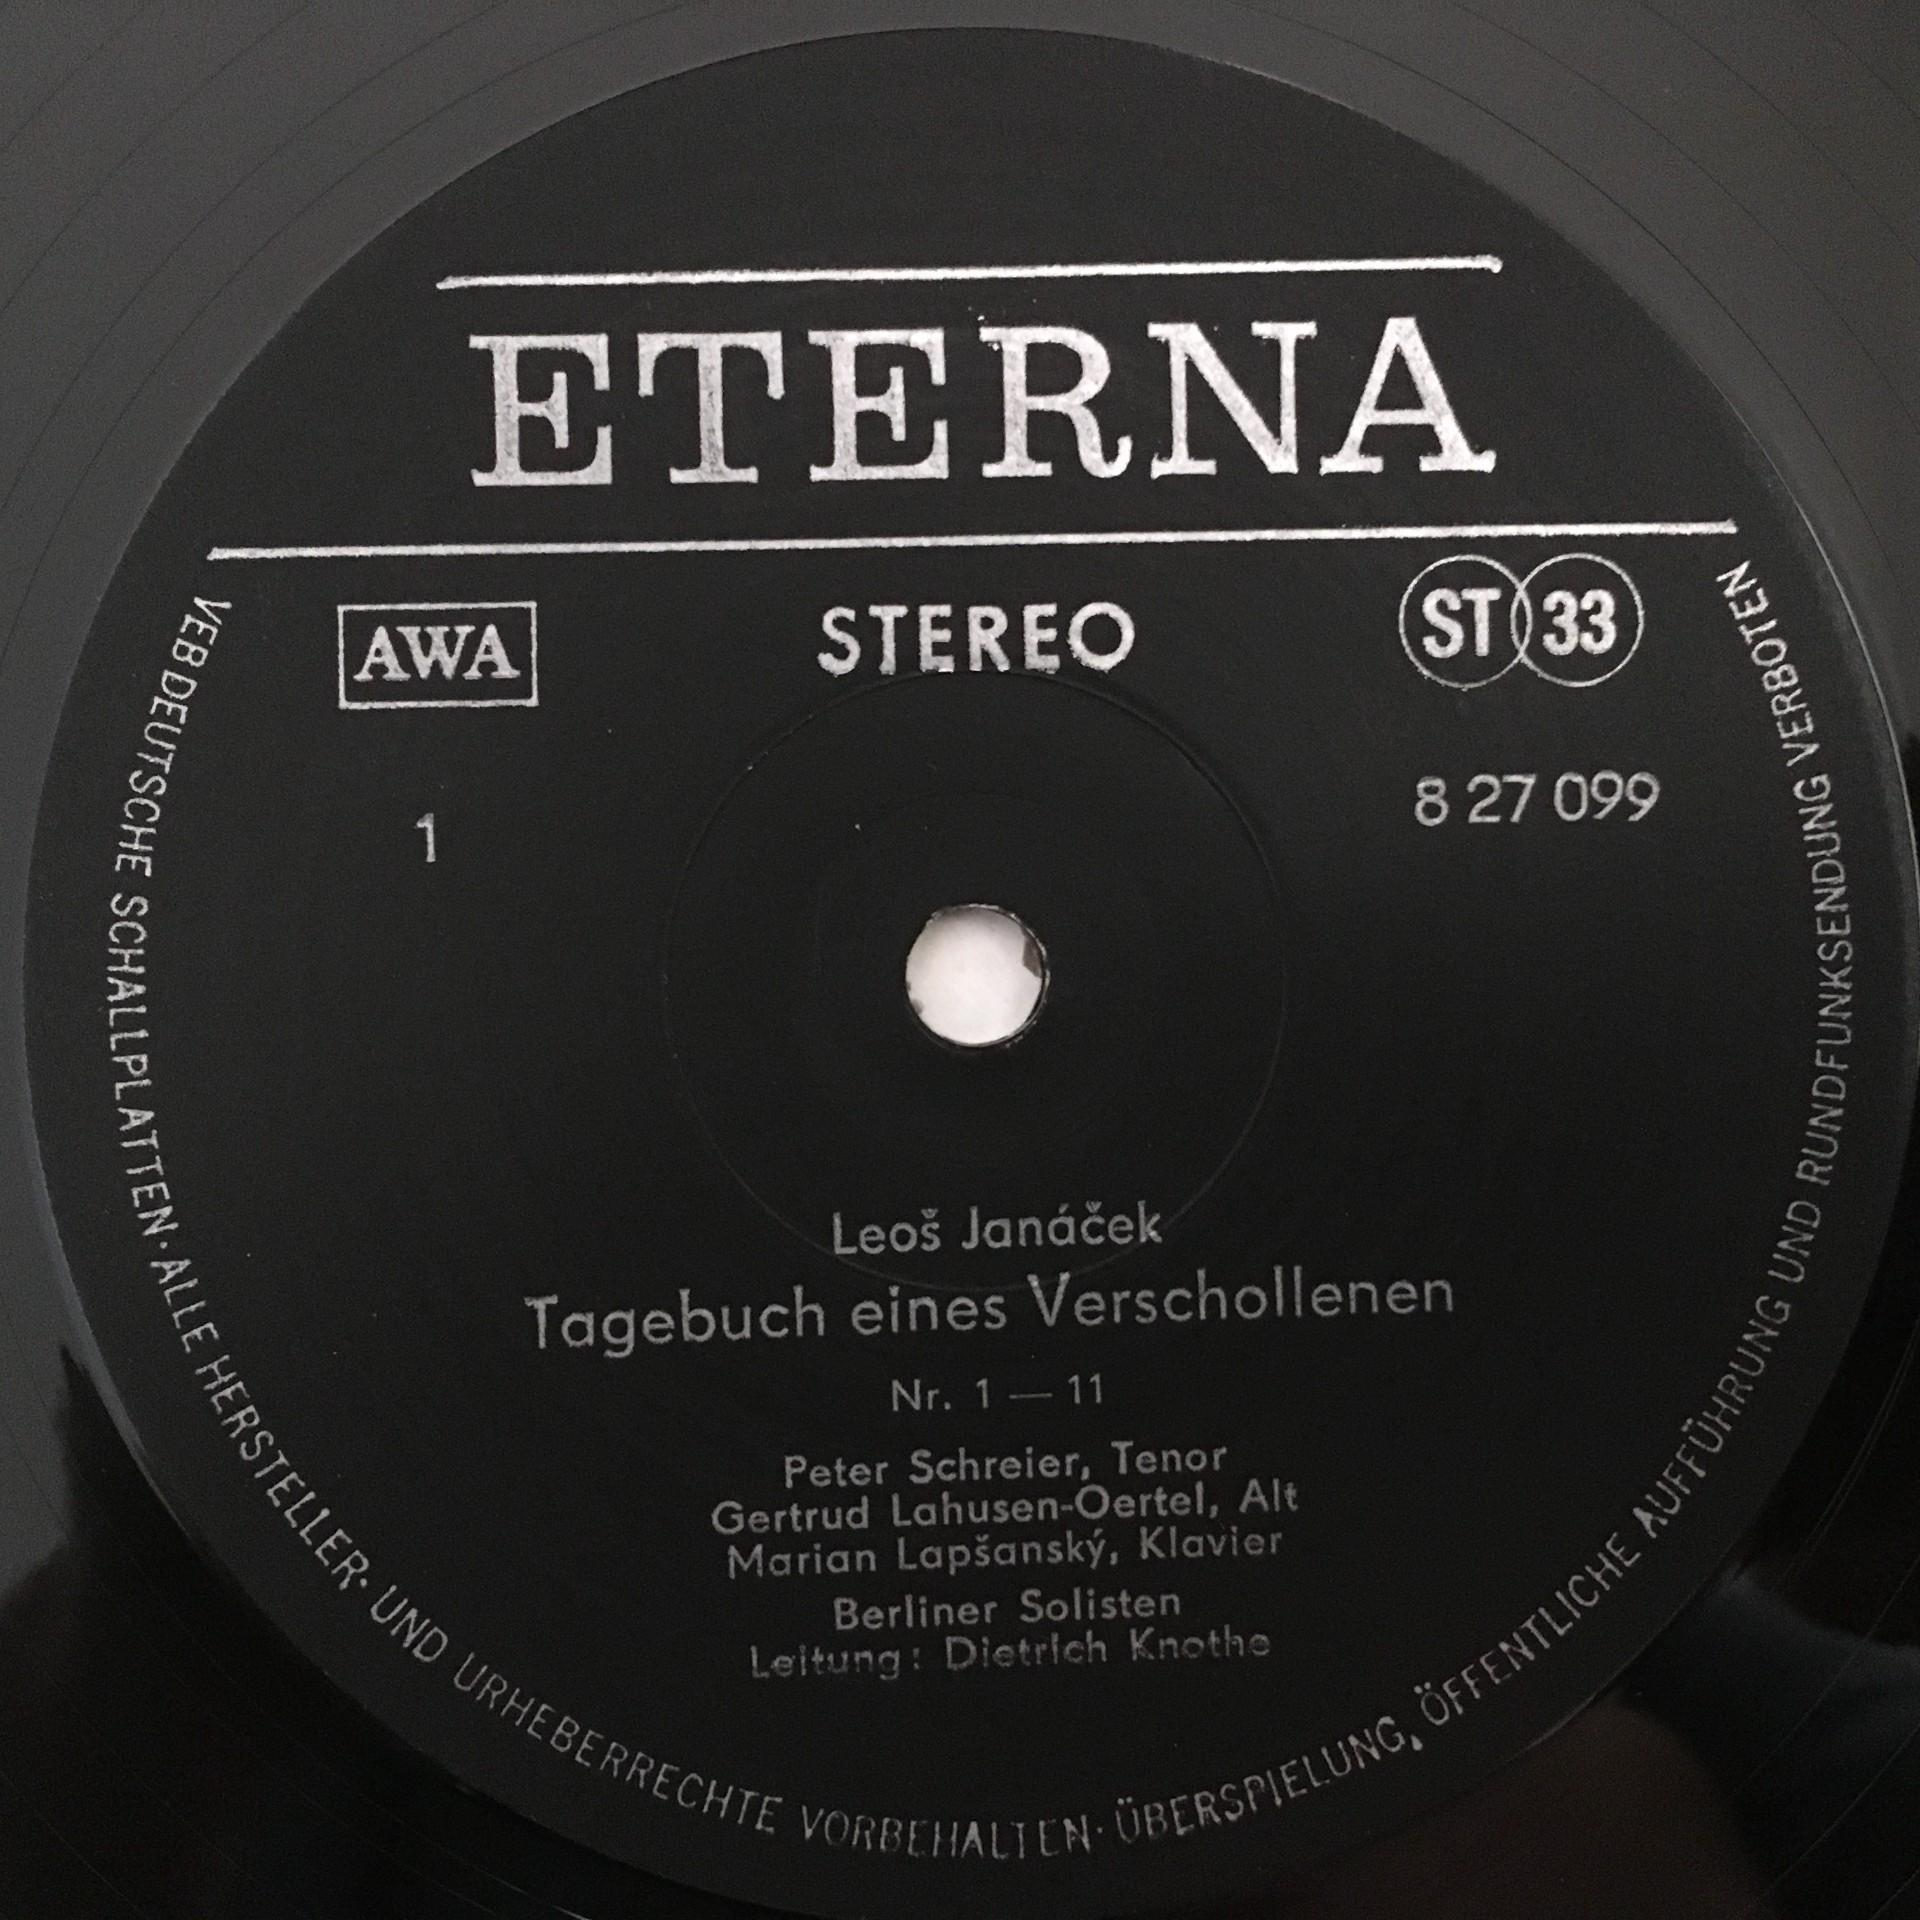 ETERNA
AWA
STEREO
ST 33
1
8 27 099
Leoš Janáček
Tagebuch eines Verschollenen
Nr. 1 — 11
Peter Schreier, Tenor
Gertrud Lahusen-Oertel, Alt
Marian Lapšanský, Klavier
Berliner Solisten
Leitung: Dietrich Knothe
VEB DEUTSCHE SCHALLPLATTEN · ALLE HERSTELLER- UND URHEBERRECHTE VORBEHALTEN · ÜBERSPIELUNG, ÖFFENTLICHE AUFFÜHRUNG UND RUNDFUNKSENDUNG VERBOTEN